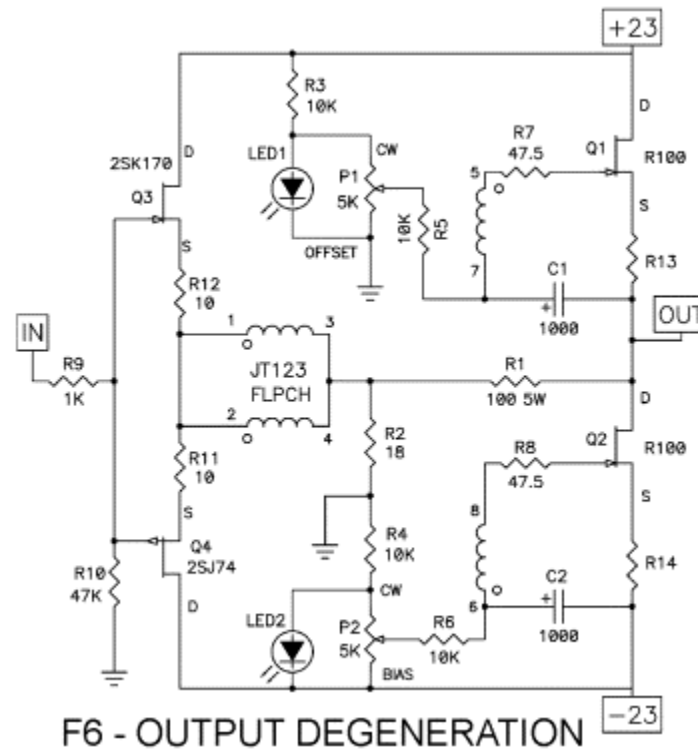 +23
R3
10K
D
D
LED1
CW
R7
47.5
Q1
R100
2SK170
P1
5K
5
Q3
10K
R5
S
S
OFFSET
7
C1
R13
R12
10
+
1000
IN
1
3
OUT
R9
1K
JT123
FLPCH
R1
100 5W
D
2
4
R2
18
R8
47.5
Q2
R100
R11
10
S
8
S
Q4
2SJ74
R4
10K
R10
47K
D
LED2
CW
C2
R14
P2
5K
R6
10K
6
+
1000
BIAS
-23
F6 - OUTPUT DEGENERATION